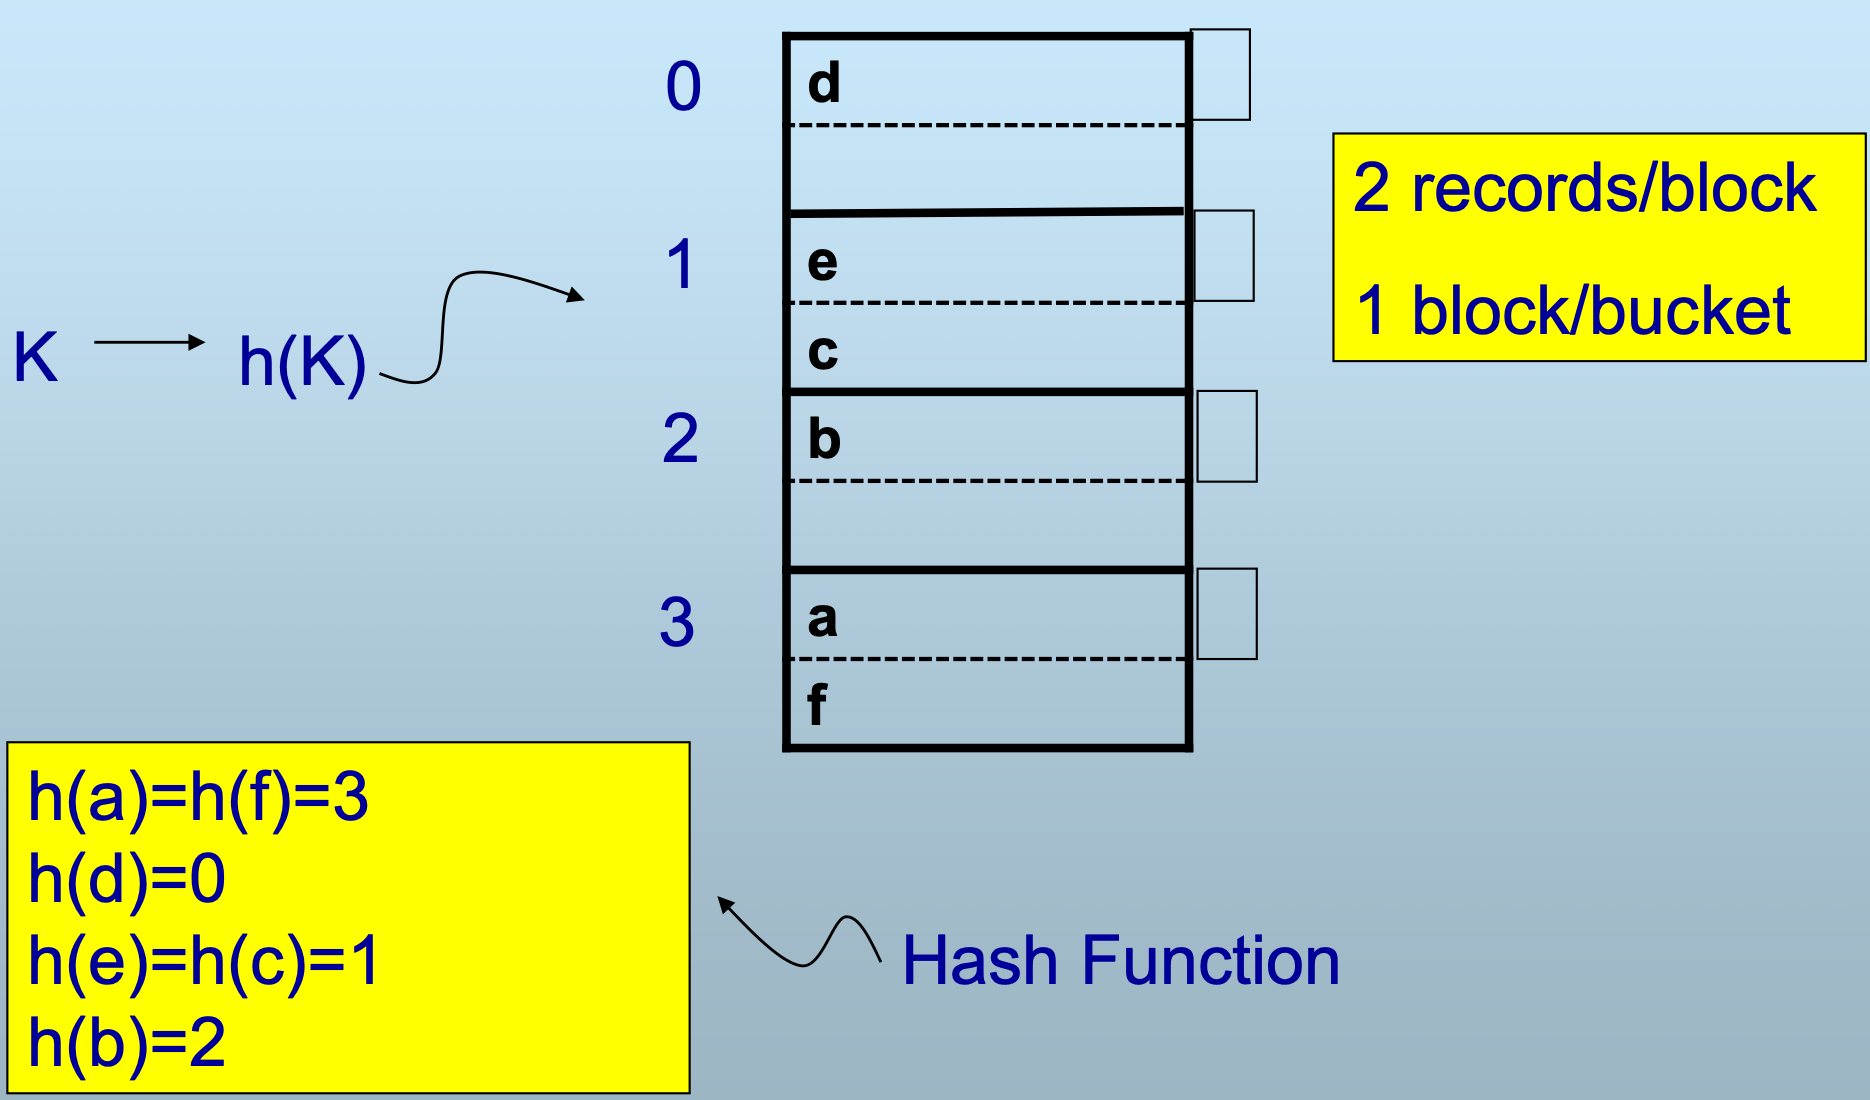 0
d
1
e
c
2
b
3
a
f
K
h(K)
2 records/block
1 block/bucket
h(a)=h(f)=3
h(d)=0
h(e)=h(c)=1
h(b)=2
Hash Function